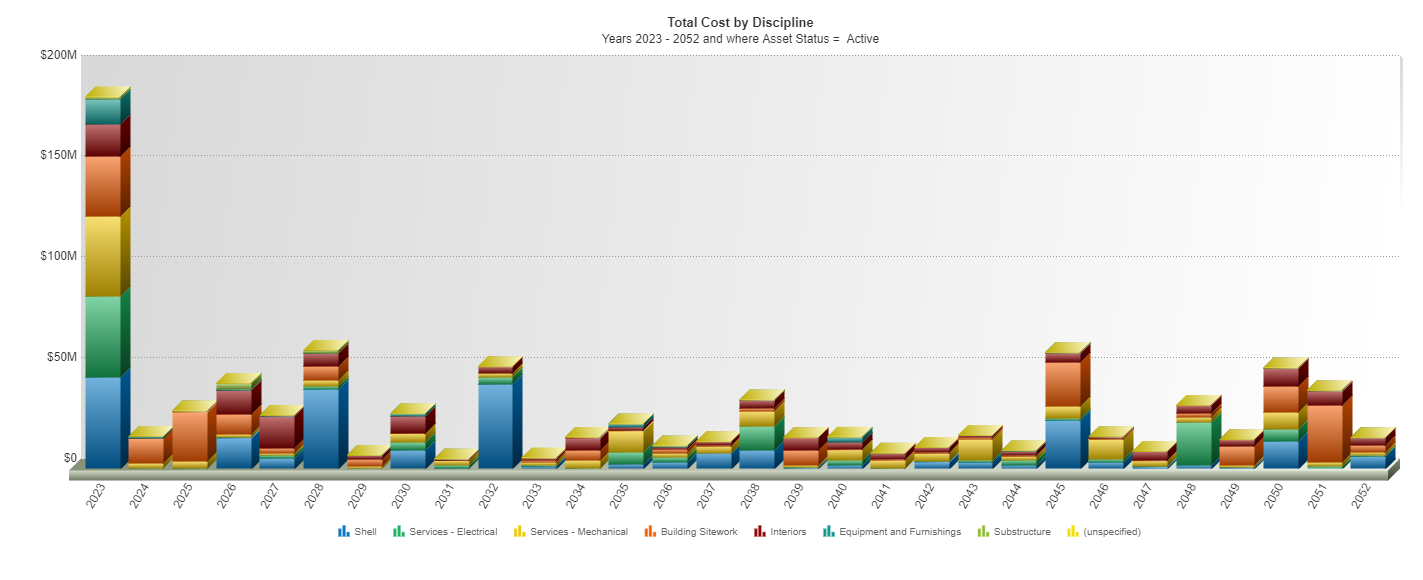 Total Cost by Discipline
Years 2023 - 2052 and where Asset Status = Active
$200M
$150M
$100M
$50M
$0
2023 2024 2025 2026 2027 2028 2029 2030 2031 2032 2033 2034 2035 2036 2037 2038 2039 2040 2041 2042 2043 2044 2045 2046 2047 2048 2049 2050 2051 2052
Shell Services - Electrical Services - Mechanical Building Sitework Interiors Equipment and Furnishings Substructure (unspecified)